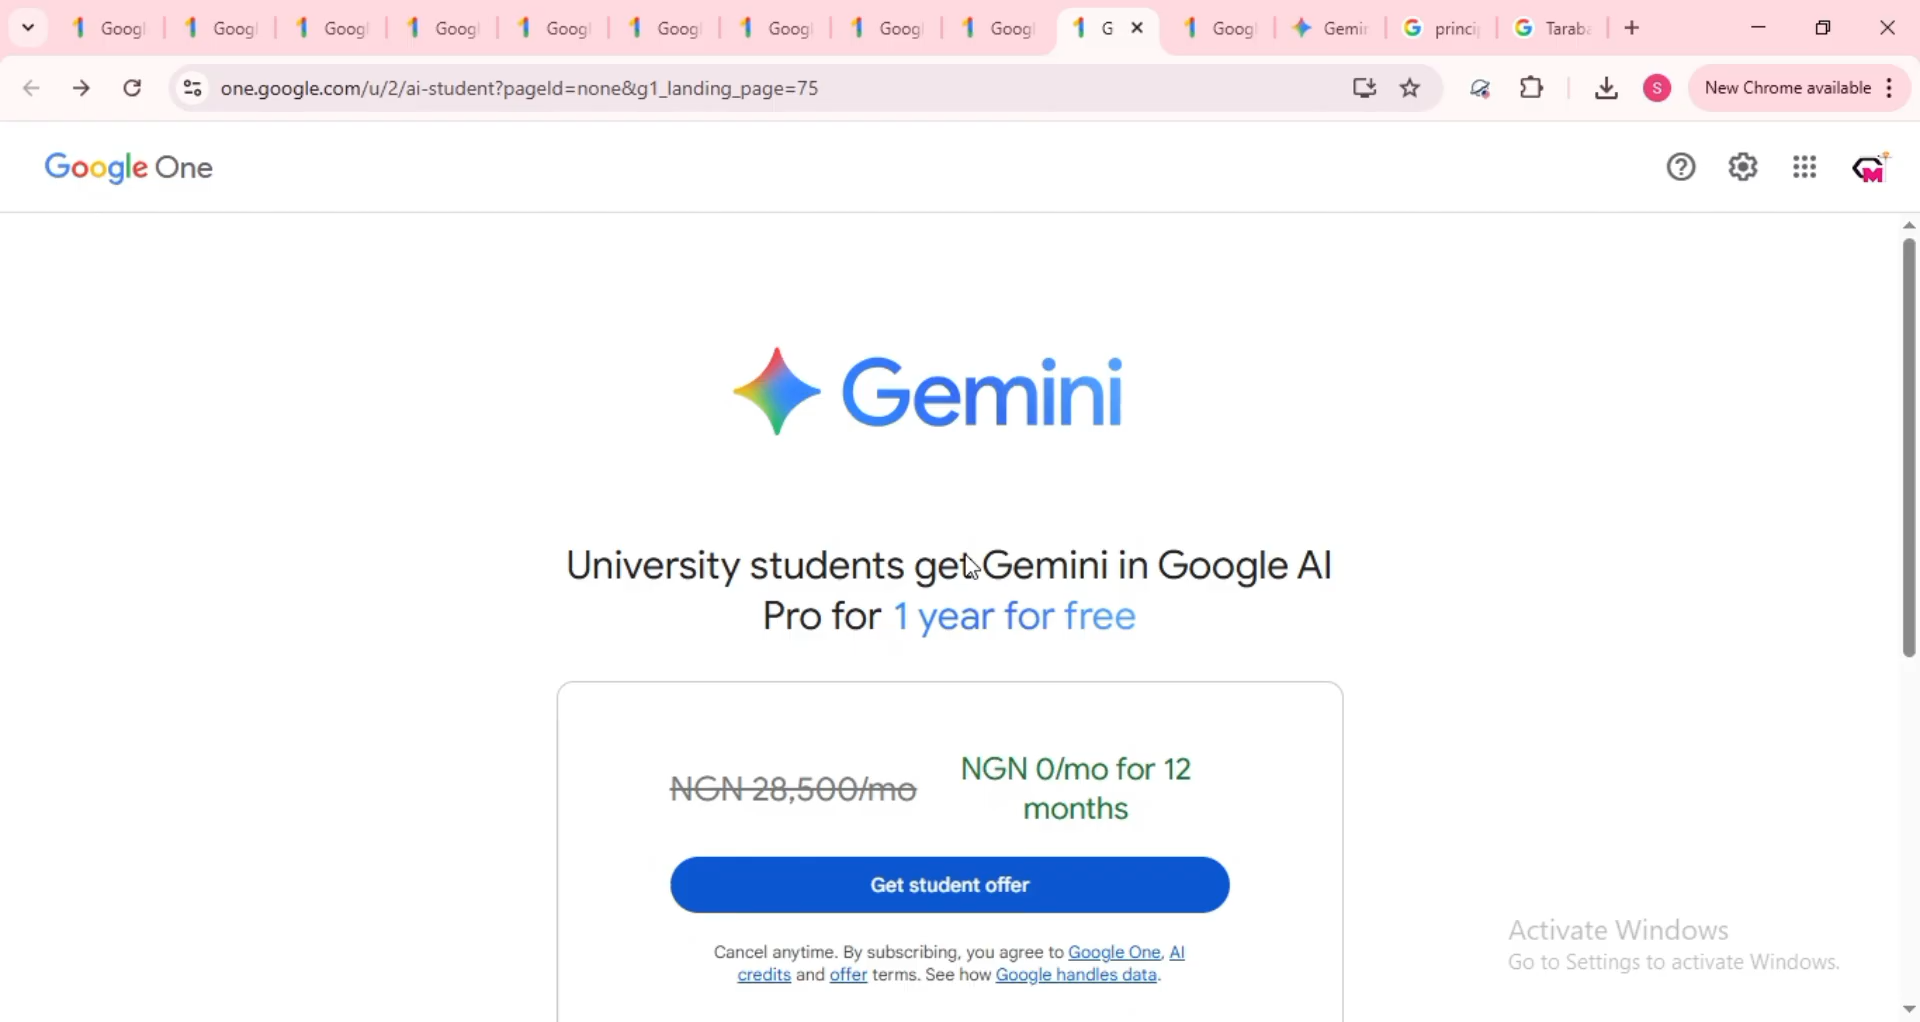 Googl
Googl
Googl
Googl
Googl
Googl
Googl
Googl
Googl
G
Googl
Gemin
princi
Taraba
one.google.com/u/2/ai-student?pageId=none&g1_landing_page=75
S
New Chrome available
Google One
M
Gemini
University students get Gemini in Google AI
Pro for 1 year for free
NGN 28,500/mo
NGN 0/mo for 12
months
Get student offer
Cancel anytime. By subscribing, you agree to Google One, AI
credits and offer terms. See how Google handles data.
Activate Windows
Go to Settings to activate Windows.